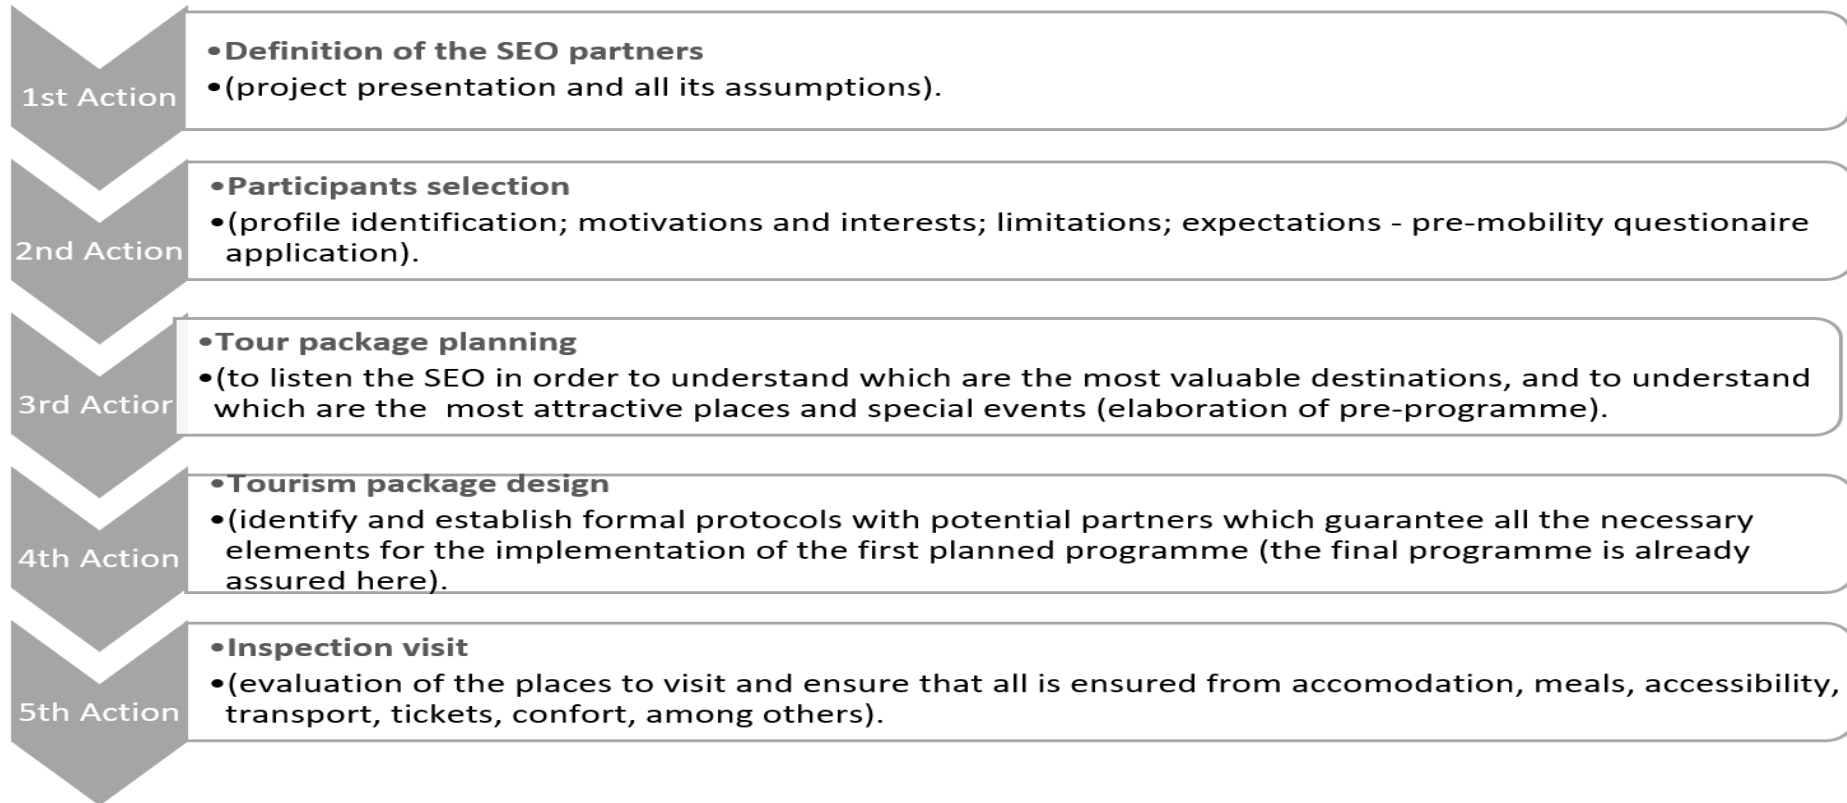 1st Action
•Definition of the SEO partners
•(project presentation and all its assumptions).
2nd Action
•Participants selection
•(profile identification; motivations and interests; limitations; expectations - pre-mobility questionaire
application).
3rd Action
•Tour package planning
•(to listen the SEO in order to understand which are the most valuable destinations, and to understand
which are the  most attractive places and special events (elaboration of pre-programme).
4th Action
•Tourism package design
•(identify and establish formal protocols with potential partners which guarantee all the necessary
elements for the implementation of the first planned programme (the final programme is already
assured here).
5th Action
•Inspection visit
•(evaluation of the places to visit and ensure that all is ensured from accomodation, meals, accessibility,
transport, tickets, confort, among others).